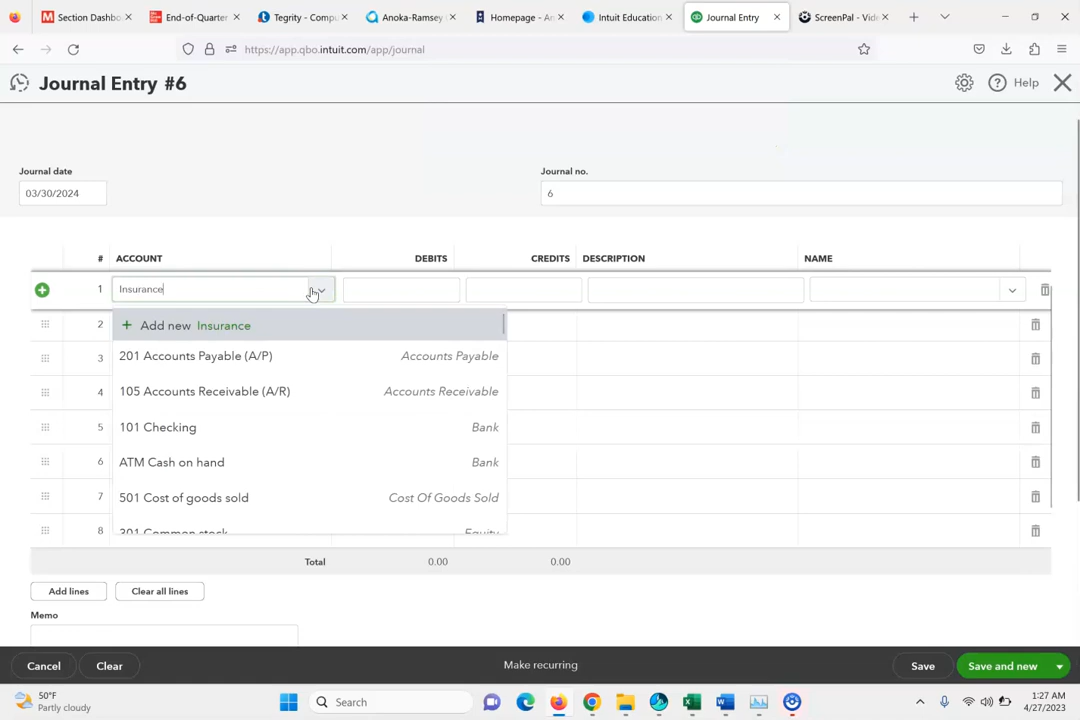 Section Dashbo
End-of-Quarter
Tegrity - Compu
Anoka-Ramsey
Homepage - An
Intuit Education
Journal Entry
ScreenPal - Vid
https://app.qbo.intuit.com/app/journal
Journal Entry #6
Help
Journal date
Journal no.
03/30/2024
6
# ACCOUNT DEBITS CREDITS DESCRIPTION NAME
1 Insurance
2 + Add new Insurance
3 201 Accounts Payable (A/P) Accounts Payable
4 105 Accounts Receivable (A/R) Accounts Receivable
5 101 Checking Bank
6 ATM Cash on hand Bank
7 501 Cost of goods sold Cost Of Goods Sold
8 301 Common stock Equity
Total 0.00 0.00
Add lines Clear all lines
Memo
Cancel Clear Make recurring Save Save and new
50°F
Partly cloudy
Search
1:27 AM
4/27/2023